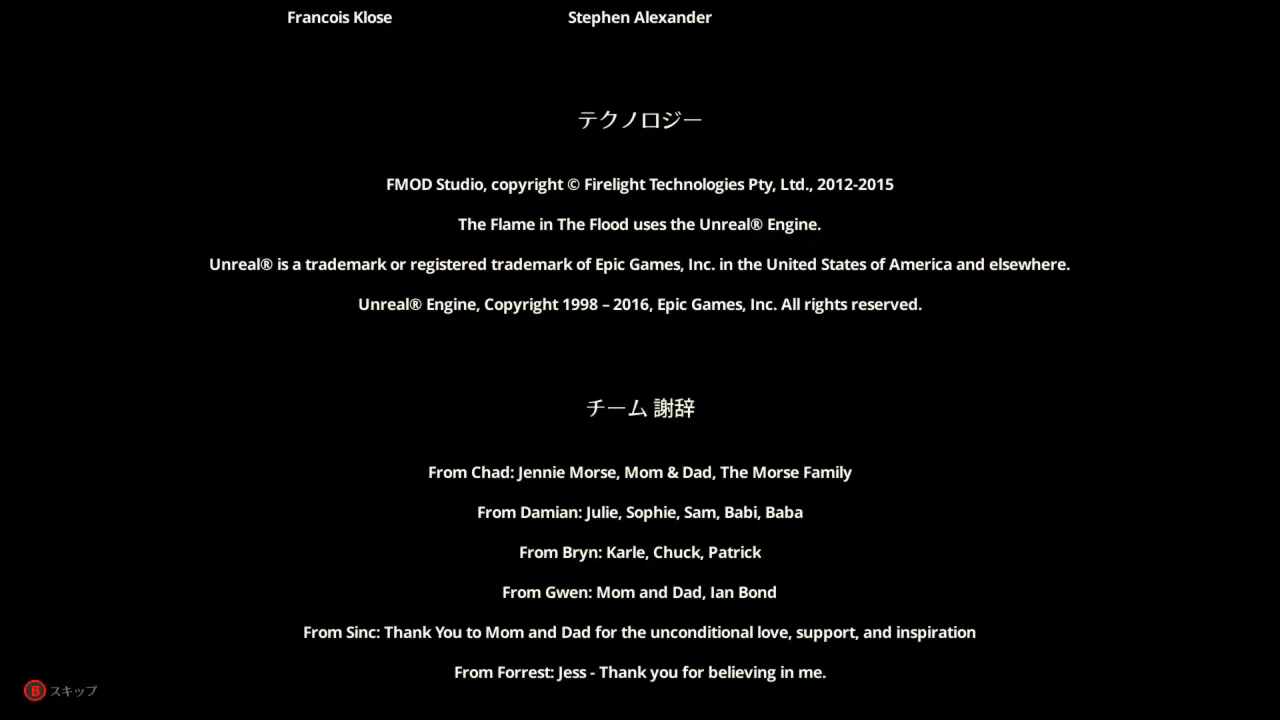 Francois Klose Stephen Alexander
テクノロジー
FMOD Studio, copyright © Firelight Technologies Pty, Ltd., 2012-2015
The Flame in The Flood uses the Unreal® Engine.
Unreal® is a trademark or registered trademark of Epic Games, Inc. in the United States of America and elsewhere.
Unreal® Engine, Copyright 1998 – 2016, Epic Games, Inc. All rights reserved.
チーム 謝辞
From Chad: Jennie Morse, Mom & Dad, The Morse Family
From Damian: Julie, Sophie, Sam, Babi, Baba
From Bryn: Karle, Chuck, Patrick
From Gwen: Mom and Dad, Ian Bond
From Sinc: Thank You to Mom and Dad for the unconditional love, support, and inspiration
From Forrest: Jess - Thank you for believing in me.
B スキップ